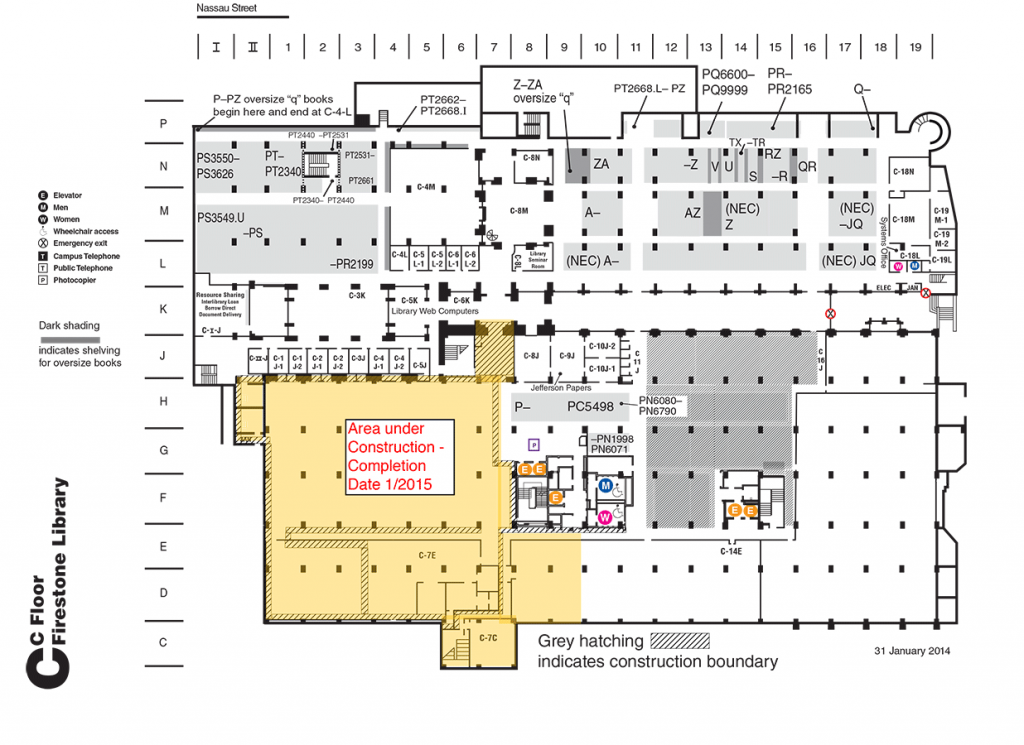 Nassau Street
I II 1 2 3 4 5 6 7 8 9 10 11 12 13 14 15 16 17 18 19
P
N
M
L
K
J
H
G
F
E
D
C
P–PZ oversize “q” books
begin here and end at C-4-L
PT2662–
PT2668.I
Z–ZA
oversize “q”
PT2668.L– PZ
PQ6600–
PQ9999
PR–
PR2165
Q–
PT2440 –PT2531
PS3550–
PS3626
PT–
PT2340
PT2531–
PT2661
PT2340– PT2440
C-4M
C-8N
ZA
–Z
V
U
TX
–TR
S
RZ
–R
QR
C-18N
PS3549.U
–PS
–PR2199
C-8M
A–
AZ
(NEC)
Z
(NEC)
–JQ
C-18M
C-19
M-1
C-19
M-2
Systems Office
C-4L
C-5
L-1
C-5
L-2
C-6
L-1
C-6
L-2
C-8L
Library
Seminar
Room
(NEC) A–
(NEC) JQ
C-18L
W
M
C-19L
ELEC
JAN
Resource Sharing
Interlibrary Loan
Borrow Direct
Document Delivery
C-I-J
C-3K
C-5K
C-6K
Library Web Computers
C-II-J
C-1
J-1
C-2
J-1
C-2
J-2
C-3J
C-4
J-1
C-4
J-2
C-5J
C-8J
C-9J
C-10J-2
C-10J-1
C
11
J
C
16
J
Jefferson Papers
P–
PC5498
PN6080–
PN6790
–PN1998
PN6071
P
E E
E
M
W
E E
JAN
Area under
Construction -
Completion
Date 1/2015
C-7E
C-14E
C-7C
E Elevator
M Men
W Women
Wheelchair access
Emergency exit
T Campus Telephone
T Public Telephone
P Photocopier
Dark shading
indicates shelving
for oversize books
C
C Floor
Firestone Library
Grey hatching
indicates construction boundary
31 January 2014